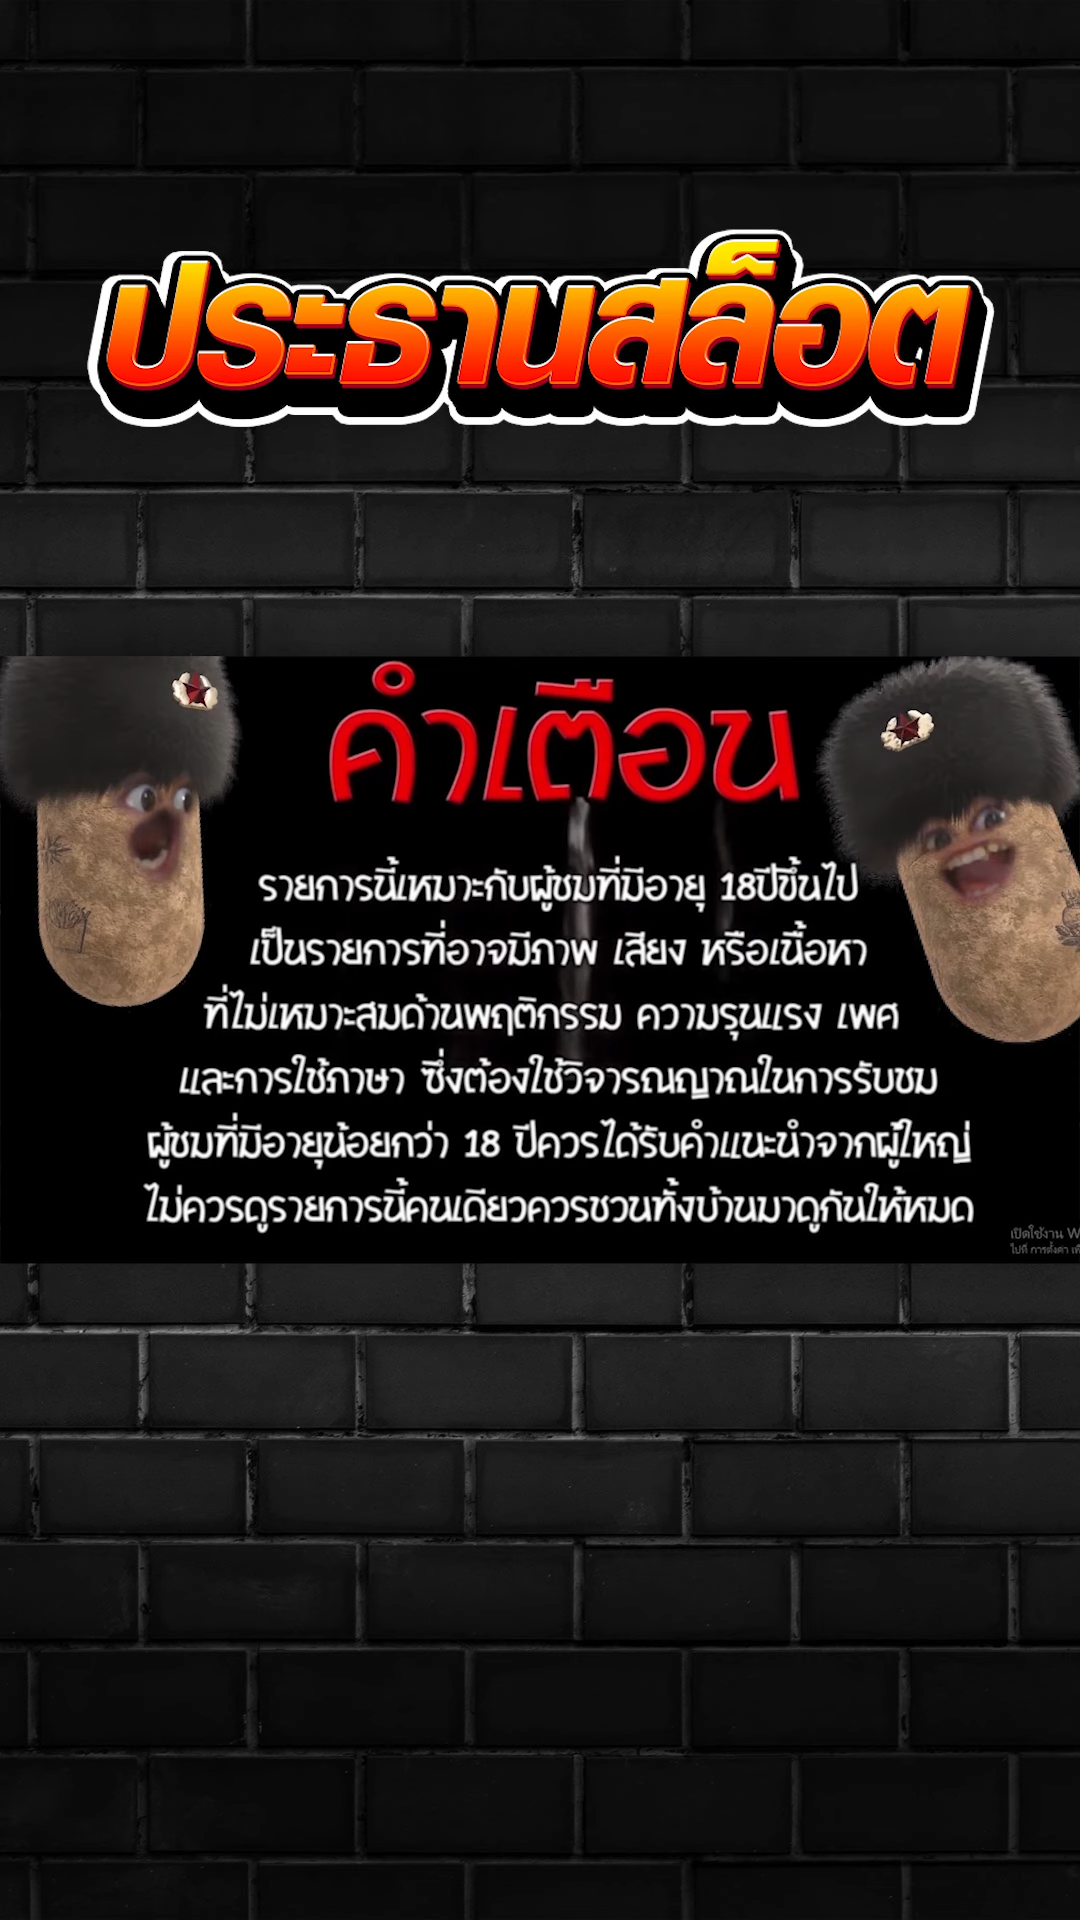 ประธานสล็อต
คำเตือน
รายการนี้เหมาะกับผู้ชมที่มีอายุ 18ปีขึ้นไป
เป็นรายการที่อาจมีภาพ เสียง หรือเนื้อหา
ที่ไม่เหมาะสมด้านพฤติกรรม ความรุนแรง เพศ
และการใช้ภาษา ซึ่งต้องใช้วิจารณญาณในการรับชม
ผู้ชมที่มีอายุน้อยกว่า 18 ปีควรได้รับคำแนะนำจากผู้ใหญ่
ไม่ควรดูรายการนี้คนเดียวควรชวนทั้งบ้านมาดูกันให้หมด
เปิดใช้งาน W
ไปที่ การตั้งค่า